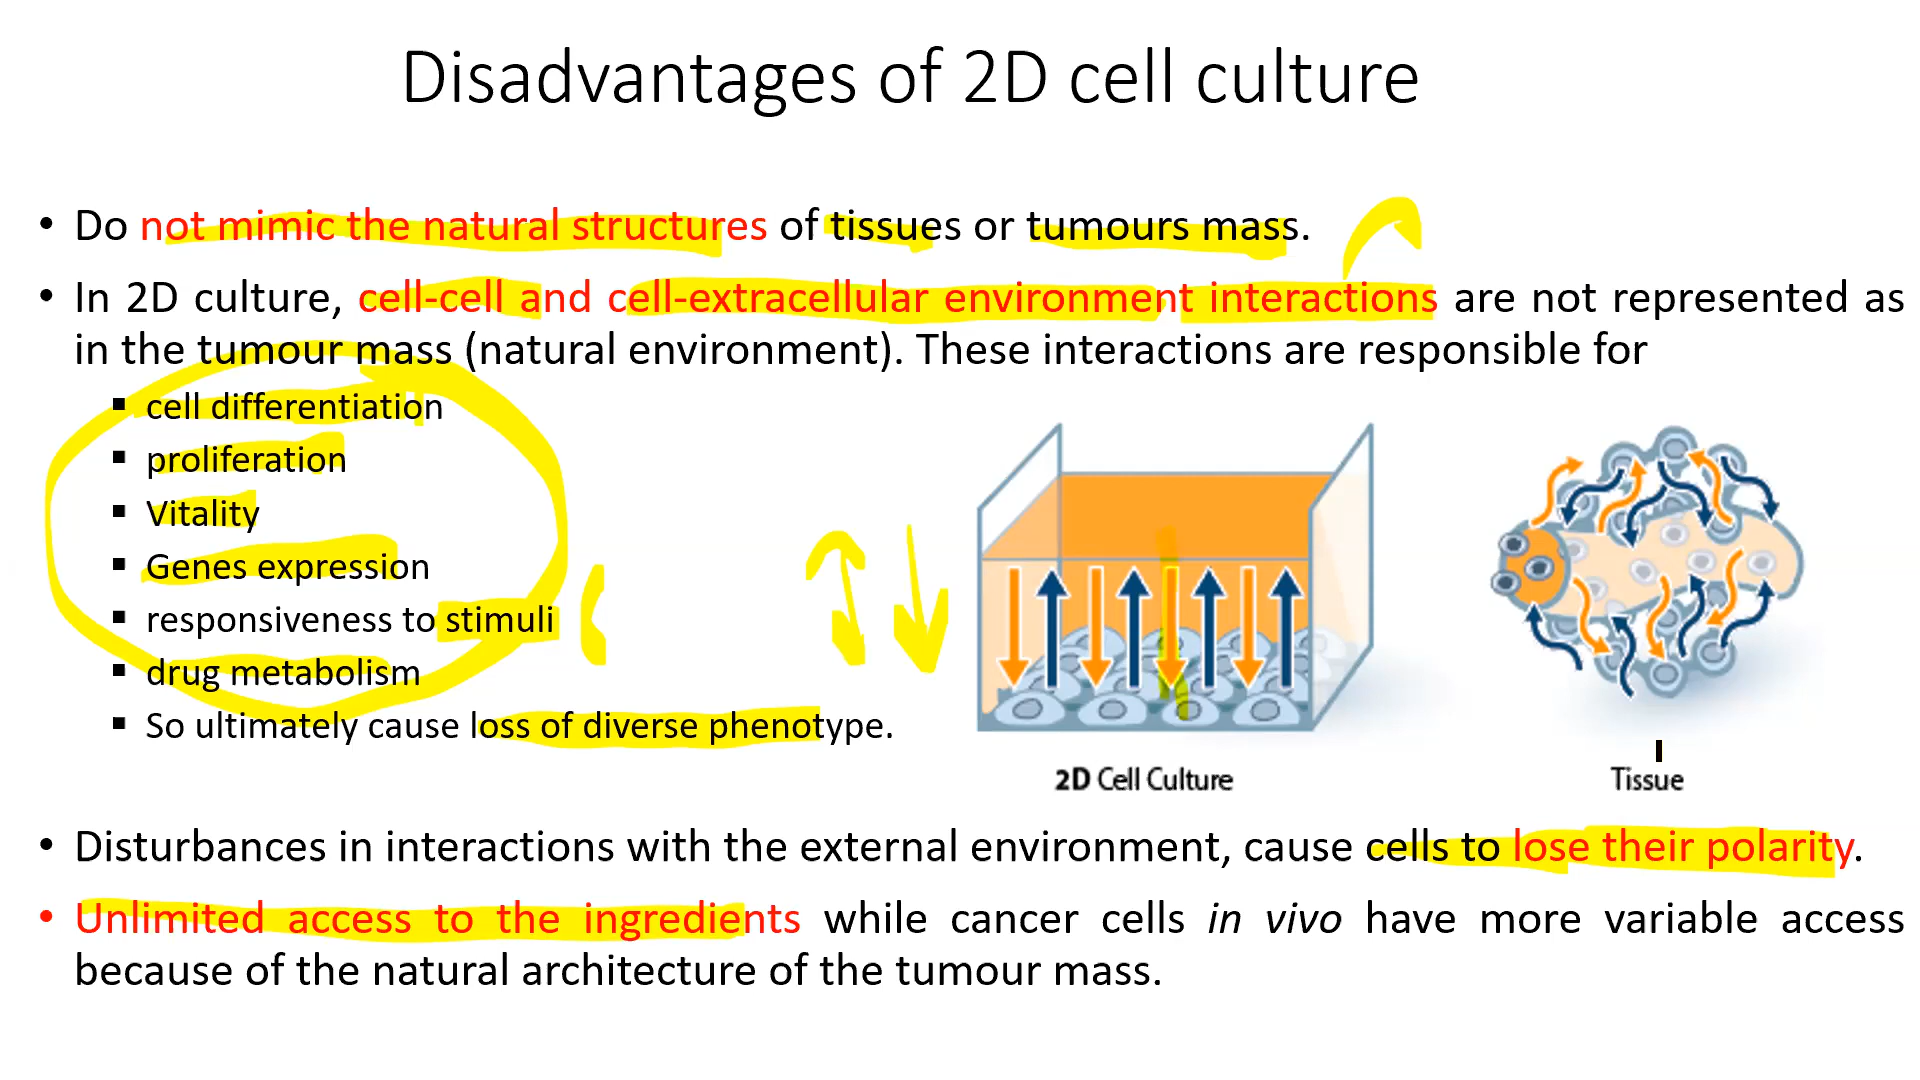 Disadvantages of 2D cell culture
• Do not mimic the natural structures of tissues or tumours mass.
• In 2D culture, cell-cell and cell-extracellular environment interactions are not represented as
in the tumour mass (natural environment). These interactions are responsible for
▪ cell differentiation
▪ proliferation
▪ Vitality
▪ Genes expression
▪ responsiveness to stimuli
▪ drug metabolism
▪ So ultimately cause loss of diverse phenotype.
2D Cell Culture
Tissue
• Disturbances in interactions with the external environment, cause cells to lose their polarity.
• Unlimited access to the ingredients while cancer cells in vivo have more variable access
because of the natural architecture of the tumour mass.